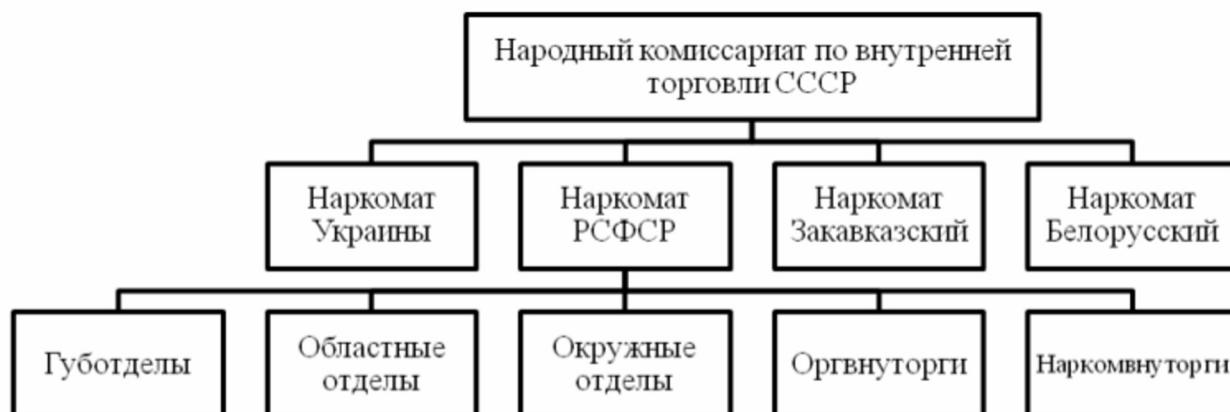 Народный комиссариат по внутренней
торговли СССР
Наркомат
Украины
Наркомат
РСФСР
Наркомат
Закавказский
Наркомат
Белорусский
Губотделы
Областные
отделы
Окружные
отделы
Оргвнуторги
Наркомвнуторги